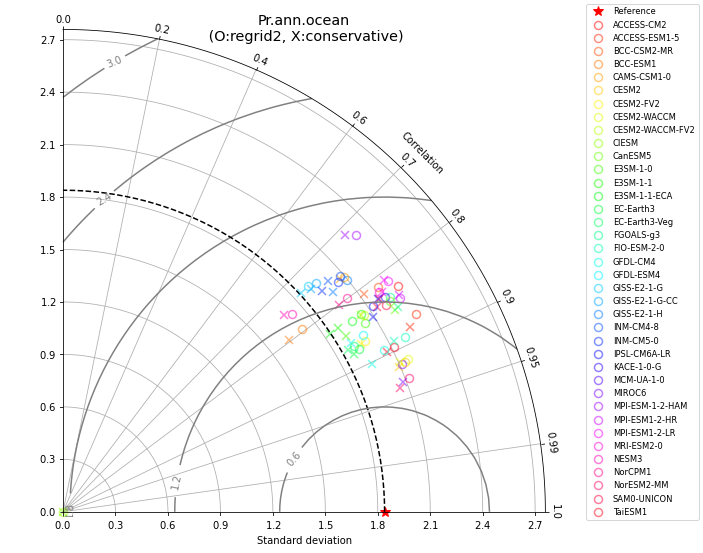 Pr.ann.ocean
(O:regrid2, X:conservative)
0.0
0.2
0.4
0.6
0.7
0.8
0.9
0.95
0.99
1.0
Correlation
2.7
2.4
2.1
1.8
1.5
1.2
0.9
0.6
0.3
0.0
3.0
2.4
1.2
0.6
0.0 0.3 0.6 0.9 1.2 1.5 1.8 2.1 2.4 2.7
Standard deviation
Reference
ACCESS-CM2
ACCESS-ESM1-5
BCC-CSM2-MR
BCC-ESM1
CAMS-CSM1-0
CESM2
CESM2-FV2
CESM2-WACCM
CESM2-WACCM-FV2
CIESM
CanESM5
E3SM-1-0
E3SM-1-1
E3SM-1-1-ECA
EC-Earth3
EC-Earth3-Veg
FGOALS-g3
FIO-ESM-2-0
GFDL-CM4
GFDL-ESM4
GISS-E2-1-G
GISS-E2-1-G-CC
GISS-E2-1-H
INM-CM4-8
INM-CM5-0
IPSL-CM6A-LR
KACE-1-0-G
MCM-UA-1-0
MIROC6
MPI-ESM-1-2-HAM
MPI-ESM1-2-HR
MPI-ESM1-2-LR
MRI-ESM2-0
NESM3
NorCPM1
NorESM2-MM
SAM0-UNICON
TaiESM1